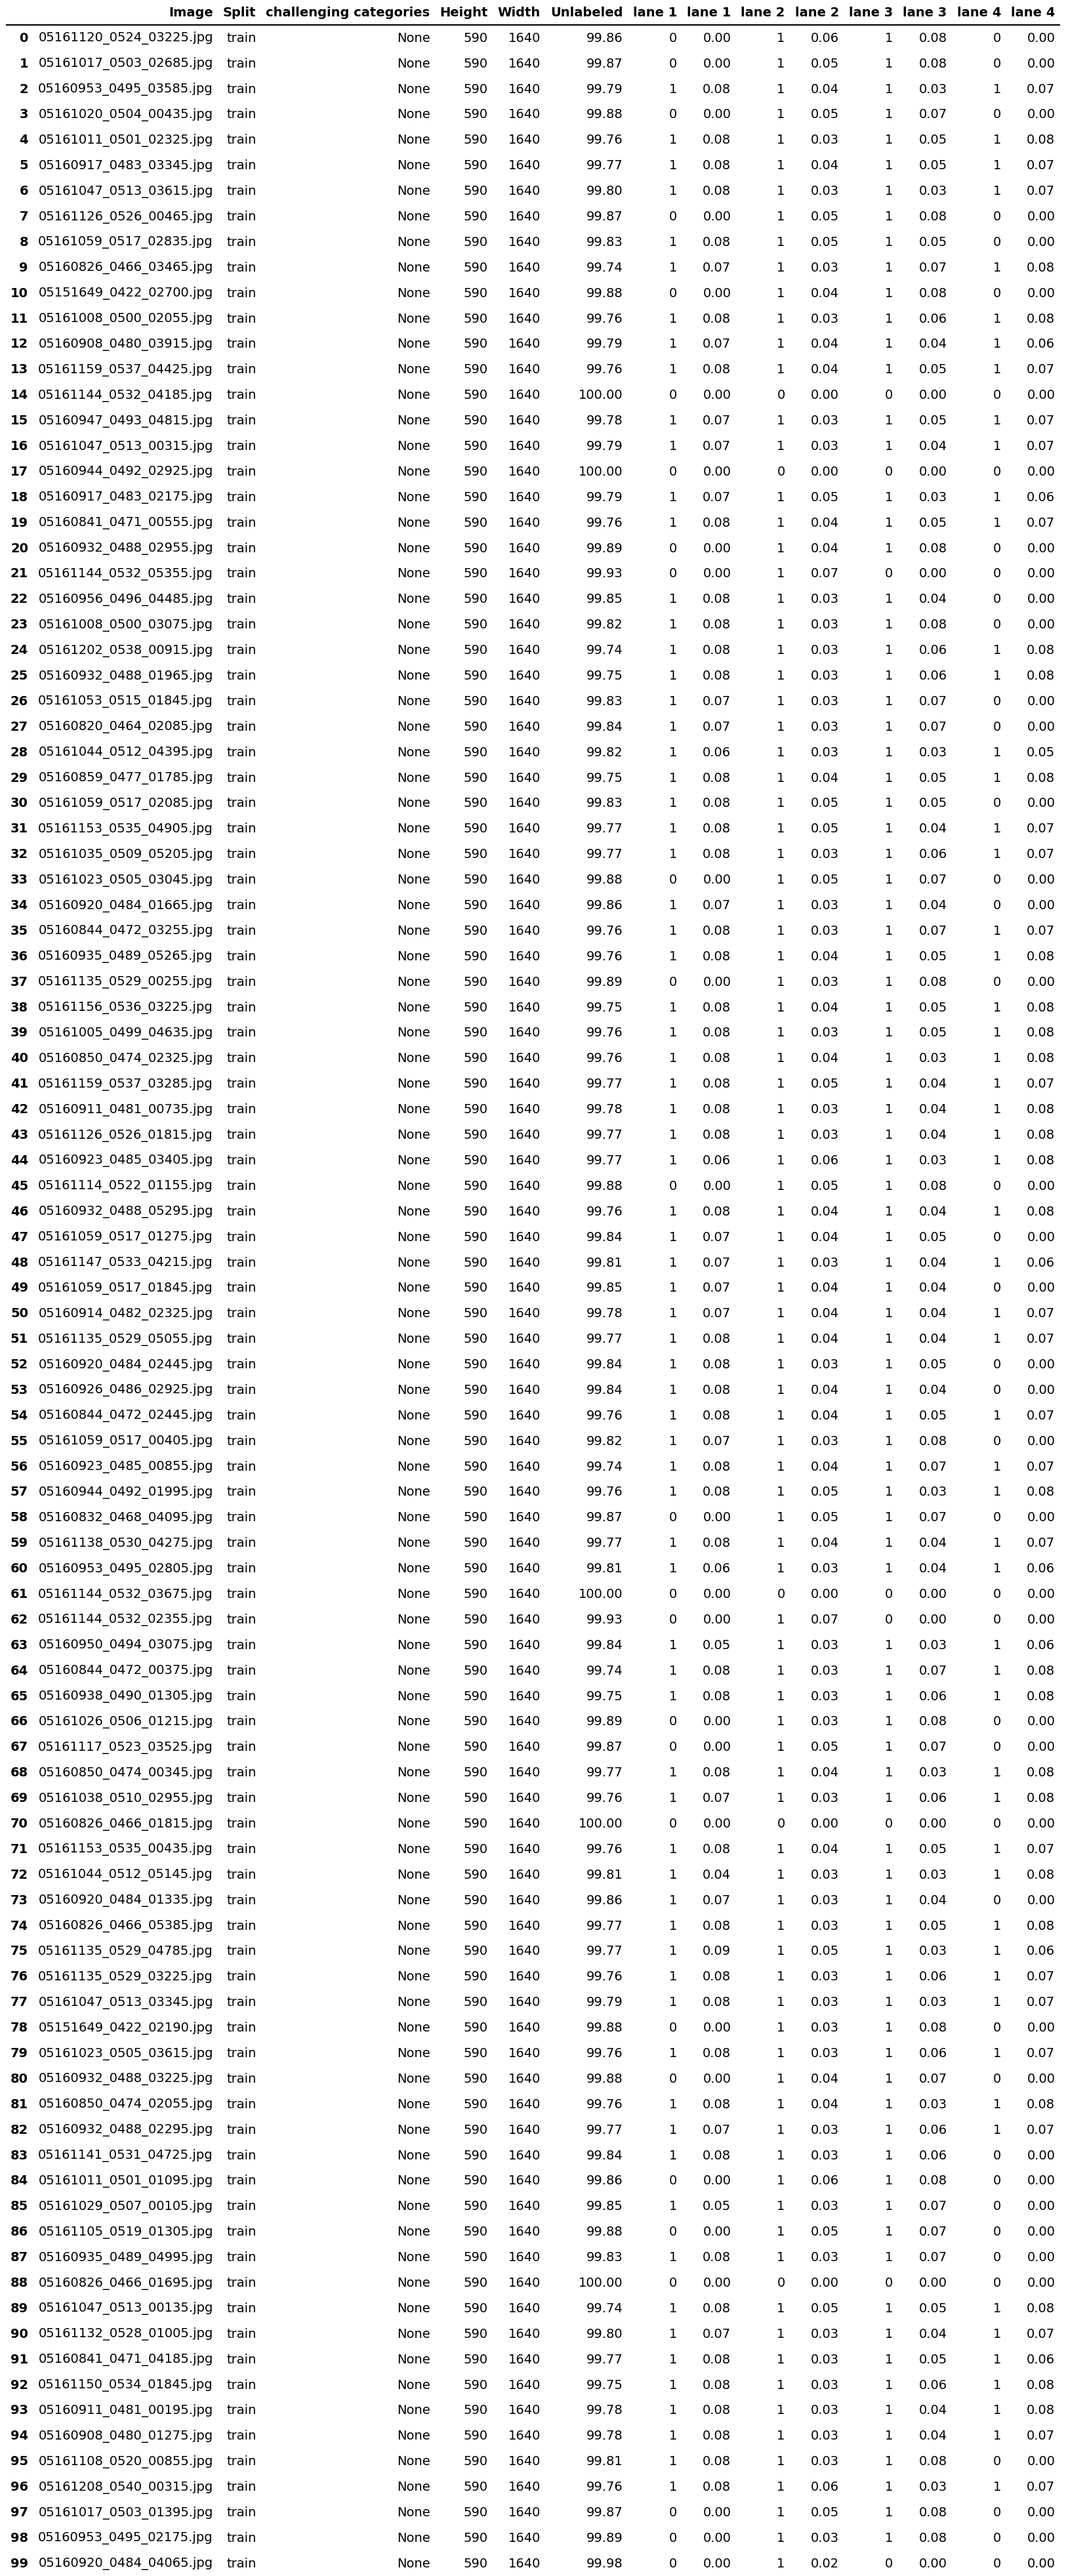 Image Split challenging categories Height Width Unlabeled lane 1 lane 1 lane 2 lane 2 lane 3 lane 3 lane 4 lane 4
0 05161120_0524_03225.jpg train None 590 1640 99.86 0 0.00 1 0.06 1 0.08 0 0.00
1 05161017_0503_02685.jpg train None 590 1640 99.87 0 0.00 1 0.05 1 0.08 0 0.00
2 05160953_0495_03585.jpg train None 590 1640 99.79 1 0.08 1 0.04 1 0.03 1 0.07
3 05161020_0504_00435.jpg train None 590 1640 99.88 0 0.00 1 0.05 1 0.07 0 0.00
4 05161011_0501_02325.jpg train None 590 1640 99.76 1 0.08 1 0.03 1 0.05 1 0.08
5 05160917_0483_03345.jpg train None 590 1640 99.77 1 0.08 1 0.04 1 0.05 1 0.07
6 05161047_0513_03615.jpg train None 590 1640 99.80 1 0.08 1 0.03 1 0.03 1 0.07
7 05161126_0526_00465.jpg train None 590 1640 99.87 0 0.00 1 0.05 1 0.08 0 0.00
8 05161059_0517_02835.jpg train None 590 1640 99.83 1 0.08 1 0.05 1 0.05 0 0.00
9 05160826_0466_03465.jpg train None 590 1640 99.74 1 0.07 1 0.03 1 0.07 1 0.08
10 05151649_0422_02700.jpg train None 590 1640 99.88 0 0.00 1 0.04 1 0.08 0 0.00
11 05161008_0500_02055.jpg train None 590 1640 99.76 1 0.08 1 0.03 1 0.06 1 0.08
12 05160908_0480_03915.jpg train None 590 1640 99.79 1 0.07 1 0.04 1 0.04 1 0.06
13 05161159_0537_04425.jpg train None 590 1640 99.76 1 0.08 1 0.04 1 0.05 1 0.07
14 05161144_0532_04185.jpg train None 590 1640 100.00 0 0.00 0 0.00 0 0.00 0 0.00
15 05160947_0493_04815.jpg train None 590 1640 99.78 1 0.07 1 0.03 1 0.05 1 0.07
16 05161047_0513_00315.jpg train None 590 1640 99.79 1 0.07 1 0.03 1 0.04 1 0.07
17 05160944_0492_02925.jpg train None 590 1640 100.00 0 0.00 0 0.00 0 0.00 0 0.00
18 05160917_0483_02175.jpg train None 590 1640 99.79 1 0.07 1 0.05 1 0.03 1 0.06
19 05160841_0471_00555.jpg train None 590 1640 99.76 1 0.08 1 0.04 1 0.05 1 0.07
20 05160932_0488_02955.jpg train None 590 1640 99.89 0 0.00 1 0.04 1 0.08 0 0.00
21 05161144_0532_05355.jpg train None 590 1640 99.93 0 0.00 1 0.07 0 0.00 0 0.00
22 05160956_0496_04485.jpg train None 590 1640 99.85 1 0.08 1 0.03 1 0.04 0 0.00
23 05161008_0500_03075.jpg train None 590 1640 99.82 1 0.08 1 0.03 1 0.08 0 0.00
24 05161202_0538_00915.jpg train None 590 1640 99.74 1 0.08 1 0.03 1 0.06 1 0.08
25 05160932_0488_01965.jpg train None 590 1640 99.75 1 0.08 1 0.03 1 0.06 1 0.08
26 05161053_0515_01845.jpg train None 590 1640 99.83 1 0.07 1 0.03 1 0.07 0 0.00
27 05160820_0464_02085.jpg train None 590 1640 99.84 1 0.07 1 0.03 1 0.07 0 0.00
28 05161044_0512_04395.jpg train None 590 1640 99.82 1 0.06 1 0.03 1 0.03 1 0.05
29 05160859_0477_01785.jpg train None 590 1640 99.75 1 0.08 1 0.04 1 0.05 1 0.08
30 05161059_0517_02085.jpg train None 590 1640 99.83 1 0.08 1 0.05 1 0.05 0 0.00
31 05161153_0535_04905.jpg train None 590 1640 99.77 1 0.08 1 0.05 1 0.04 1 0.07
32 05161035_0509_05205.jpg train None 590 1640 99.77 1 0.08 1 0.03 1 0.06 1 0.07
33 05161023_0505_03045.jpg train None 590 1640 99.88 0 0.00 1 0.05 1 0.07 0 0.00
34 05160920_0484_01665.jpg train None 590 1640 99.86 1 0.07 1 0.03 1 0.04 0 0.00
35 05160844_0472_03255.jpg train None 590 1640 99.76 1 0.08 1 0.03 1 0.07 1 0.07
36 05160935_0489_05265.jpg train None 590 1640 99.76 1 0.08 1 0.04 1 0.05 1 0.08
37 05161135_0529_00255.jpg train None 590 1640 99.89 0 0.00 1 0.03 1 0.08 0 0.00
38 05161156_0536_03225.jpg train None 590 1640 99.75 1 0.08 1 0.04 1 0.05 1 0.08
39 05161005_0499_04635.jpg train None 590 1640 99.76 1 0.08 1 0.03 1 0.05 1 0.08
40 05160850_0474_02325.jpg train None 590 1640 99.76 1 0.08 1 0.04 1 0.03 1 0.08
41 05161159_0537_03285.jpg train None 590 1640 99.77 1 0.08 1 0.05 1 0.04 1 0.07
42 05160911_0481_00735.jpg train None 590 1640 99.78 1 0.08 1 0.03 1 0.04 1 0.08
43 05161126_0526_01815.jpg train None 590 1640 99.77 1 0.08 1 0.03 1 0.04 1 0.08
44 05160923_0485_03405.jpg train None 590 1640 99.77 1 0.06 1 0.06 1 0.03 1 0.08
45 05161114_0522_01155.jpg train None 590 1640 99.88 0 0.00 1 0.05 1 0.08 0 0.00
46 05160932_0488_05295.jpg train None 590 1640 99.76 1 0.08 1 0.04 1 0.04 1 0.08
47 05161059_0517_01275.jpg train None 590 1640 99.84 1 0.07 1 0.04 1 0.05 0 0.00
48 05161147_0533_04215.jpg train None 590 1640 99.81 1 0.07 1 0.03 1 0.04 1 0.06
49 05161059_0517_01845.jpg train None 590 1640 99.85 1 0.07 1 0.04 1 0.04 0 0.00
50 05160914_0482_02325.jpg train None 590 1640 99.78 1 0.07 1 0.04 1 0.04 1 0.07
51 05161135_0529_05055.jpg train None 590 1640 99.77 1 0.08 1 0.04 1 0.04 1 0.07
52 05160920_0484_02445.jpg train None 590 1640 99.84 1 0.08 1 0.03 1 0.05 0 0.00
53 05160926_0486_02925.jpg train None 590 1640 99.84 1 0.08 1 0.04 1 0.04 0 0.00
54 05160844_0472_02445.jpg train None 590 1640 99.76 1 0.08 1 0.04 1 0.05 1 0.07
55 05161059_0517_00405.jpg train None 590 1640 99.82 1 0.07 1 0.03 1 0.08 0 0.00
56 05160923_0485_00855.jpg train None 590 1640 99.74 1 0.08 1 0.04 1 0.07 1 0.07
57 05160944_0492_01995.jpg train None 590 1640 99.76 1 0.08 1 0.05 1 0.03 1 0.08
58 05160832_0468_04095.jpg train None 590 1640 99.87 0 0.00 1 0.05 1 0.07 0 0.00
59 05161138_0530_04275.jpg train None 590 1640 99.77 1 0.08 1 0.04 1 0.04 1 0.07
60 05160953_0495_02805.jpg train None 590 1640 99.81 1 0.06 1 0.03 1 0.04 1 0.06
61 05161144_0532_03675.jpg train None 590 1640 100.00 0 0.00 0 0.00 0 0.00 0 0.00
62 05161144_0532_02355.jpg train None 590 1640 99.93 0 0.00 1 0.07 0 0.00 0 0.00
63 05160950_0494_03075.jpg train None 590 1640 99.84 1 0.05 1 0.03 1 0.03 1 0.06
64 05160844_0472_00375.jpg train None 590 1640 99.74 1 0.08 1 0.03 1 0.07 1 0.08
65 05160938_0490_01305.jpg train None 590 1640 99.75 1 0.08 1 0.03 1 0.06 1 0.08
66 05161026_0506_01215.jpg train None 590 1640 99.89 0 0.00 1 0.03 1 0.08 0 0.00
67 05161117_0523_03525.jpg train None 590 1640 99.87 0 0.00 1 0.05 1 0.07 0 0.00
68 05160850_0474_00345.jpg train None 590 1640 99.77 1 0.08 1 0.04 1 0.03 1 0.08
69 05161038_0510_02955.jpg train None 590 1640 99.76 1 0.07 1 0.03 1 0.06 1 0.08
70 05160826_0466_01815.jpg train None 590 1640 100.00 0 0.00 0 0.00 0 0.00 0 0.00
71 05161153_0535_00435.jpg train None 590 1640 99.76 1 0.08 1 0.04 1 0.05 1 0.07
72 05161044_0512_05145.jpg train None 590 1640 99.81 1 0.04 1 0.03 1 0.03 1 0.08
73 05160920_0484_01335.jpg train None 590 1640 99.86 1 0.07 1 0.03 1 0.04 0 0.00
74 05160826_0466_05385.jpg train None 590 1640 99.77 1 0.08 1 0.03 1 0.05 1 0.08
75 05161135_0529_04785.jpg train None 590 1640 99.77 1 0.09 1 0.05 1 0.03 1 0.06
76 05161135_0529_03225.jpg train None 590 1640 99.76 1 0.08 1 0.03 1 0.06 1 0.07
77 05161047_0513_03345.jpg train None 590 1640 99.79 1 0.08 1 0.03 1 0.03 1 0.07
78 05151649_0422_02190.jpg train None 590 1640 99.88 0 0.00 1 0.03 1 0.08 0 0.00
79 05161023_0505_03615.jpg train None 590 1640 99.76 1 0.08 1 0.03 1 0.06 1 0.07
80 05160932_0488_03225.jpg train None 590 1640 99.88 0 0.00 1 0.04 1 0.07 0 0.00
81 05160850_0474_02055.jpg train None 590 1640 99.76 1 0.08 1 0.04 1 0.03 1 0.08
82 05160932_0488_02295.jpg train None 590 1640 99.77 1 0.07 1 0.03 1 0.06 1 0.07
83 05161141_0531_04725.jpg train None 590 1640 99.84 1 0.08 1 0.03 1 0.06 0 0.00
84 05161011_0501_01095.jpg train None 590 1640 99.86 0 0.00 1 0.06 1 0.08 0 0.00
85 05161029_0507_00105.jpg train None 590 1640 99.85 1 0.05 1 0.03 1 0.07 0 0.00
86 05161105_0519_01305.jpg train None 590 1640 99.88 0 0.00 1 0.05 1 0.07 0 0.00
87 05160935_0489_04995.jpg train None 590 1640 99.83 1 0.08 1 0.03 1 0.07 0 0.00
88 05160826_0466_01695.jpg train None 590 1640 100.00 0 0.00 0 0.00 0 0.00 0 0.00
89 05161047_0513_00135.jpg train None 590 1640 99.74 1 0.08 1 0.05 1 0.05 1 0.08
90 05161132_0528_01005.jpg train None 590 1640 99.80 1 0.07 1 0.03 1 0.04 1 0.07
91 05160841_0471_04185.jpg train None 590 1640 99.77 1 0.08 1 0.03 1 0.05 1 0.06
92 05161150_0534_01845.jpg train None 590 1640 99.75 1 0.08 1 0.03 1 0.06 1 0.08
93 05160911_0481_00195.jpg train None 590 1640 99.78 1 0.08 1 0.03 1 0.04 1 0.08
94 05160908_0480_01275.jpg train None 590 1640 99.78 1 0.08 1 0.03 1 0.04 1 0.07
95 05161108_0520_00855.jpg train None 590 1640 99.81 1 0.08 1 0.03 1 0.08 0 0.00
96 05161208_0540_00315.jpg train None 590 1640 99.76 1 0.08 1 0.06 1 0.03 1 0.07
97 05161017_0503_01395.jpg train None 590 1640 99.87 0 0.00 1 0.05 1 0.08 0 0.00
98 05160953_0495_02175.jpg train None 590 1640 99.89 0 0.00 1 0.03 1 0.08 0 0.00
99 05160920_0484_04065.jpg train None 590 1640 99.98 0 0.00 1 0.02 0 0.00 0 0.00